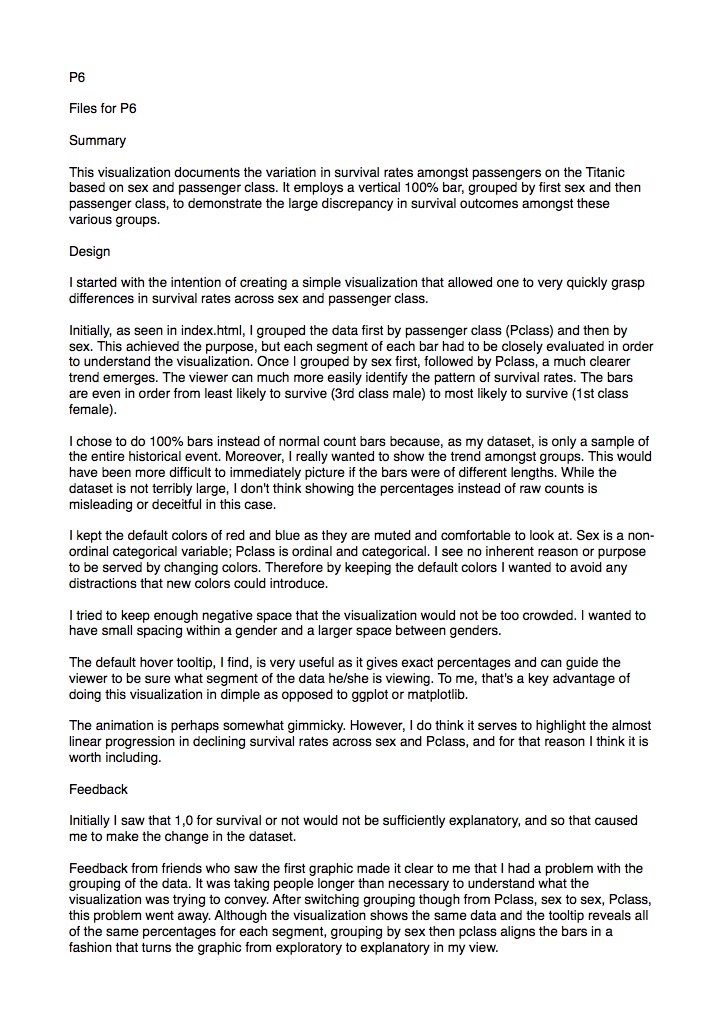 P6
Files for P6
Summary
This visualization documents the variation in survival rates amongst passengers on the Titanic
based on sex and passenger class. It employs a vertical 100% bar, grouped by first sex and then
passenger class, to demonstrate the large discrepancy in survival outcomes amongst these
various groups.
Design
I started with the intention of creating a simple visualization that allowed one to very quickly grasp
differences in survival rates across sex and passenger class.
Initially, as seen in index.html, I grouped the data first by passenger class (Pclass) and then by
sex. This achieved the purpose, but each segment of each bar had to be closely evaluated in order
to understand the visualization. Once I grouped by sex first, followed by Pclass, a much clearer
trend emerges. The viewer can much more easily identify the pattern of survival rates. The bars
are even in order from least likely to survive (3rd class male) to most likely to survive (1st class
female).
I chose to do 100% bars instead of normal count bars because, as my dataset, is only a sample of
the entire historical event. Moreover, I really wanted to show the trend amongst groups. This would
have been more difficult to immediately picture if the bars were of different lengths. While the
dataset is not terribly large, I don't think showing the percentages instead of raw counts is
misleading or deceitful in this case.
I kept the default colors of red and blue as they are muted and comfortable to look at. Sex is a non-
ordinal categorical variable; Pclass is ordinal and categorical. I see no inherent reason or purpose
to be served by changing colors. Therefore by keeping the default colors I wanted to avoid any
distractions that new colors could introduce.
I tried to keep enough negative space that the visualization would not be too crowded. I wanted to
have small spacing within a gender and a larger space between genders.
The default hover tooltip, I find, is very useful as it gives exact percentages and can guide the
viewer to be sure what segment of the data he/she is viewing. To me, that's a key advantage of
doing this visualization in dimple as opposed to ggplot or matplotlib.
The animation is perhaps somewhat gimmicky. However, I do think it serves to highlight the almost
linear progression in declining survival rates across sex and Pclass, and for that reason I think it is
worth including.
Feedback
Initially I saw that 1,0 for survival or not would not be sufficiently explanatory, and so that caused
me to make the change in the dataset.
Feedback from friends who saw the first graphic made it clear to me that I had a problem with the
grouping of the data. It was taking people longer than necessary to understand what the
visualization was trying to convey. After switching grouping though from Pclass, sex to sex, Pclass,
this problem went away. Although the visualization shows the same data and the tooltip reveals all
of the same percentages for each segment, grouping by sex then pclass aligns the bars in a
fashion that turns the graphic from exploratory to explanatory in my view.